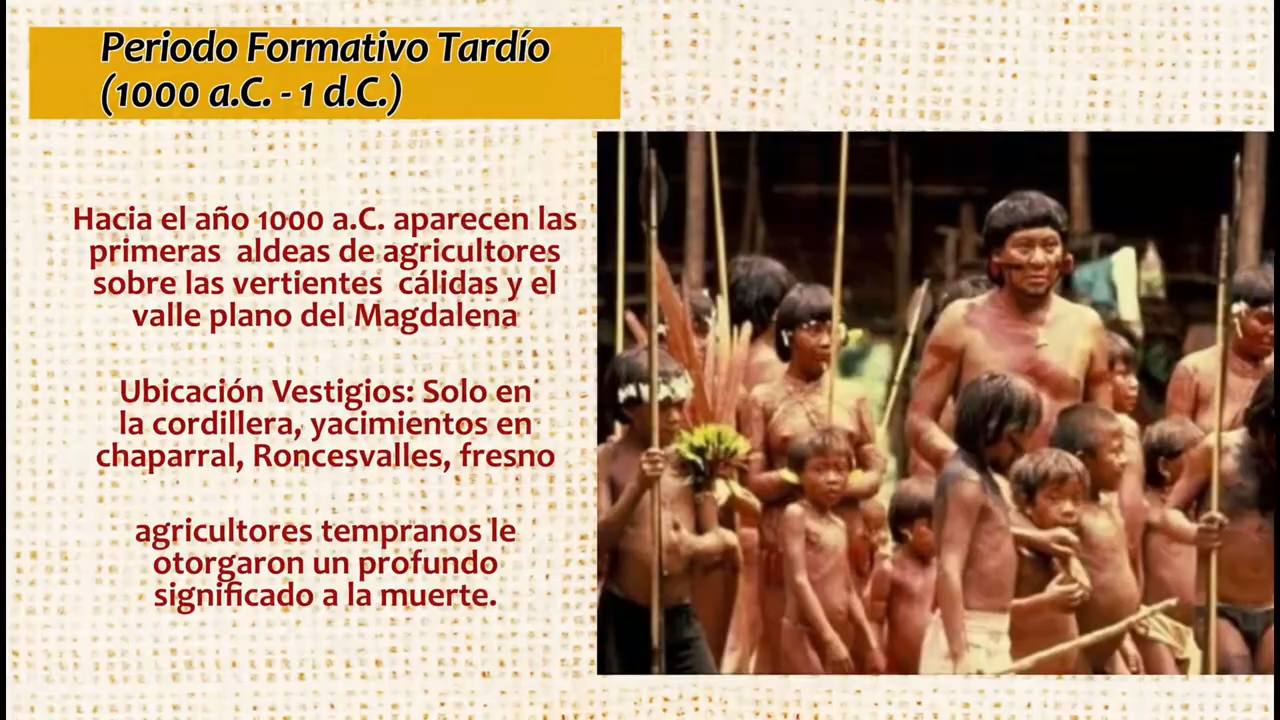 Periodo Formativo Tardío
(1000 a.C. - 1 d.C.)
Hacia el año 1000 a.C. aparecen las
primeras aldeas de agricultores
sobre las vertientes cálidas y el
valle plano del Magdalena
Ubicación Vestigios: Solo en
la cordillera, yacimientos en
chaparral, Roncesvalles, fresno
agricultores tempranos le
otorgaron un profundo
significado a la muerte.